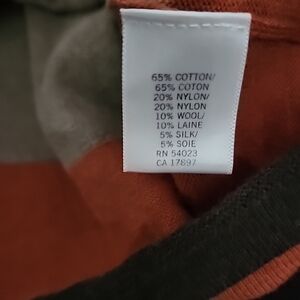 65% COTTON/
65% COTON
20% NYLON/
20% NYLON
10% WOOL/
10% LAINE
5% SILK/
5% SOIE
RN 54023
CA 17897